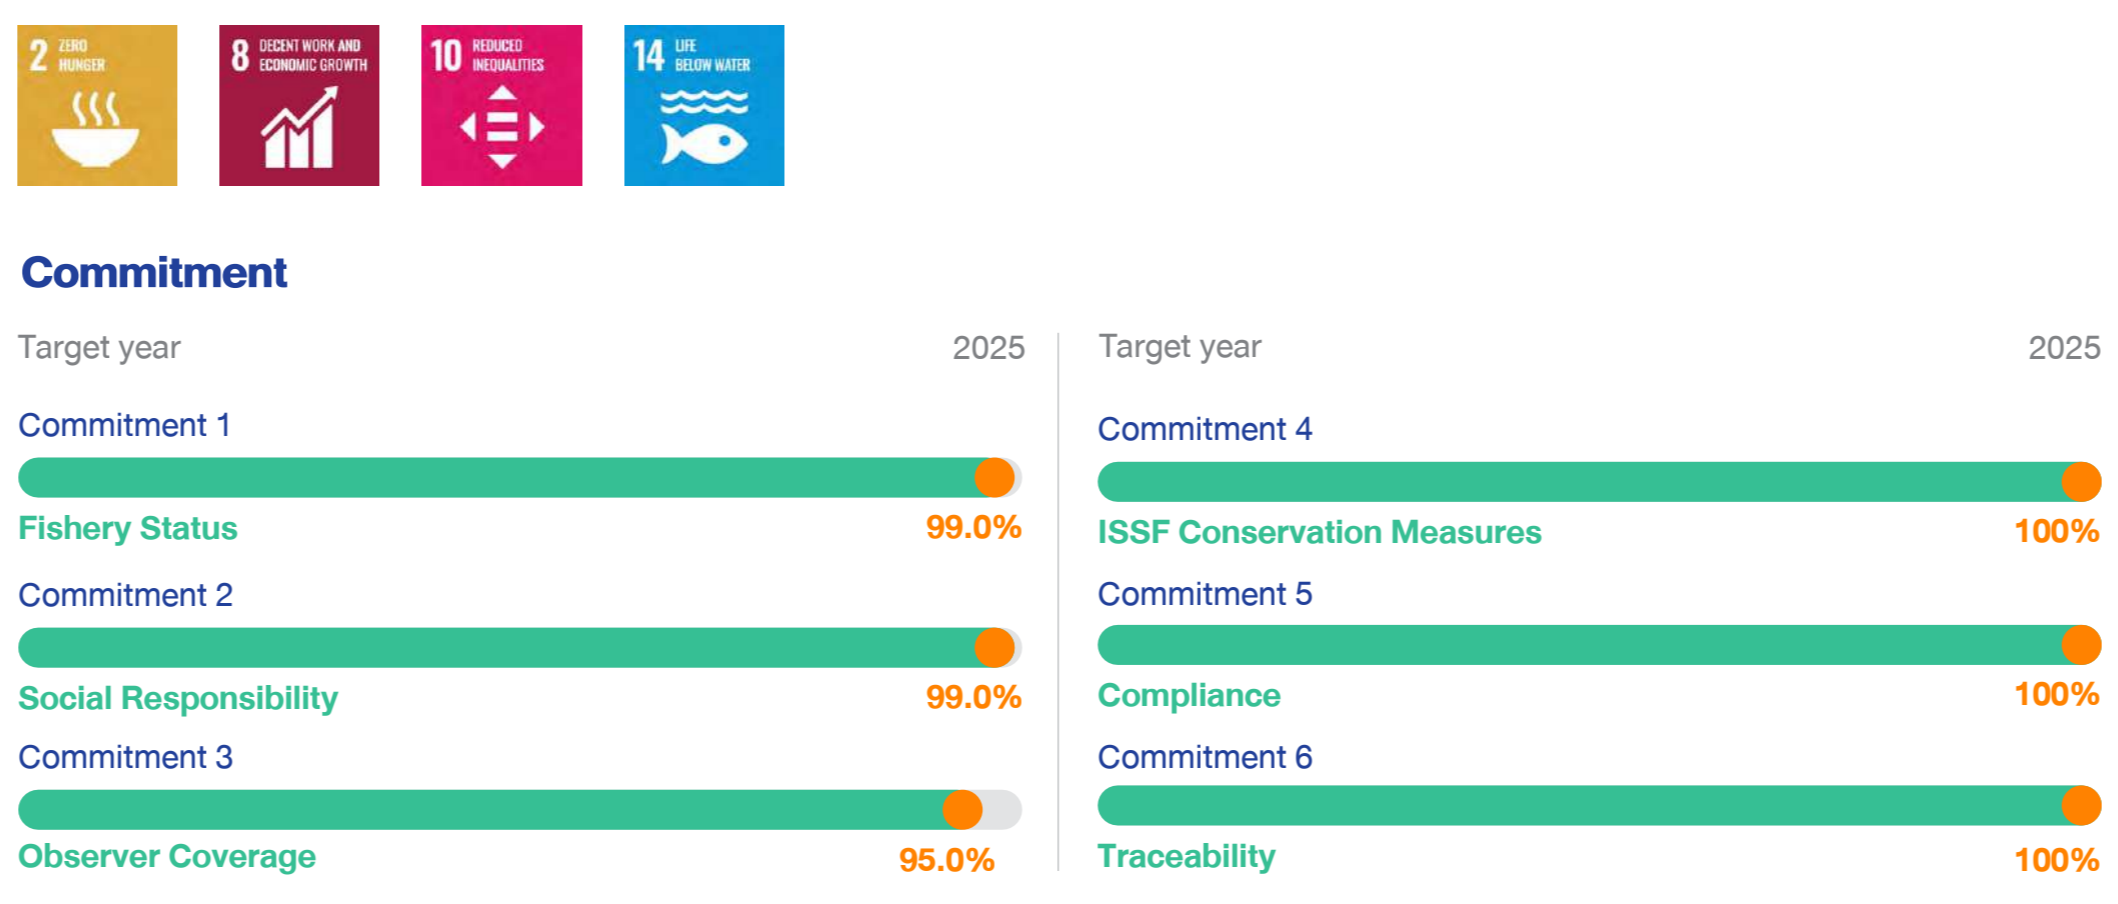 2 ZERO
HUNGER
8 DECENT WORK AND
ECONOMIC GROWTH
10 REDUCED
INEQUALITIES
14 LIFE
BELOW WATER
Commitment
Target year 2025
Commitment 1
Fishery Status 99.0%
Commitment 2
Social Responsibility 99.0%
Commitment 3
Observer Coverage 95.0%
Target year 2025
Commitment 4
ISSF Conservation Measures 100%
Commitment 5
Compliance 100%
Commitment 6
Traceability 100%